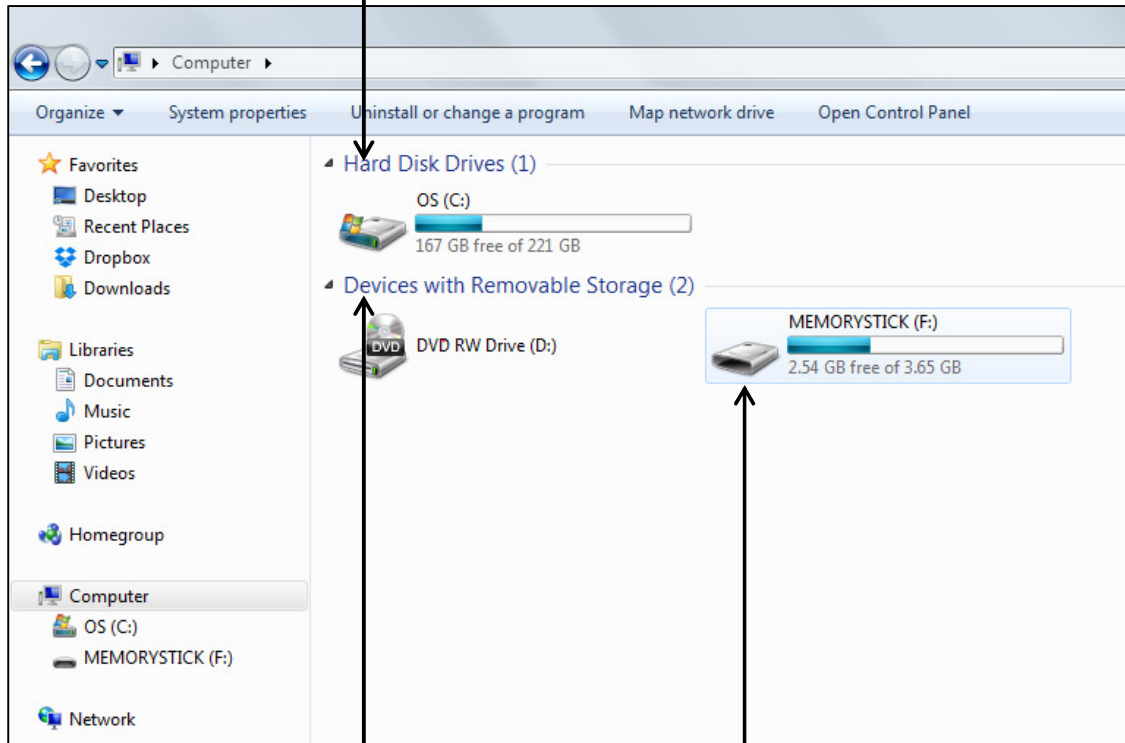 Computer
Organize System properties Uninstall or change a program Map network drive Open Control Panel
Favorites
Desktop
Recent Places
Dropbox
Downloads
Libraries
Documents
Music
Pictures
Videos
Homegroup
Computer
OS (C:)
MEMORYSTICK (F:)
Network
Hard Disk Drives (1)
OS (C:)
167 GB free of 221 GB
Devices with Removable Storage (2)
DVD
DVD RW Drive (D:)
MEMORYSTICK (F:)
2.54 GB free of 3.65 GB